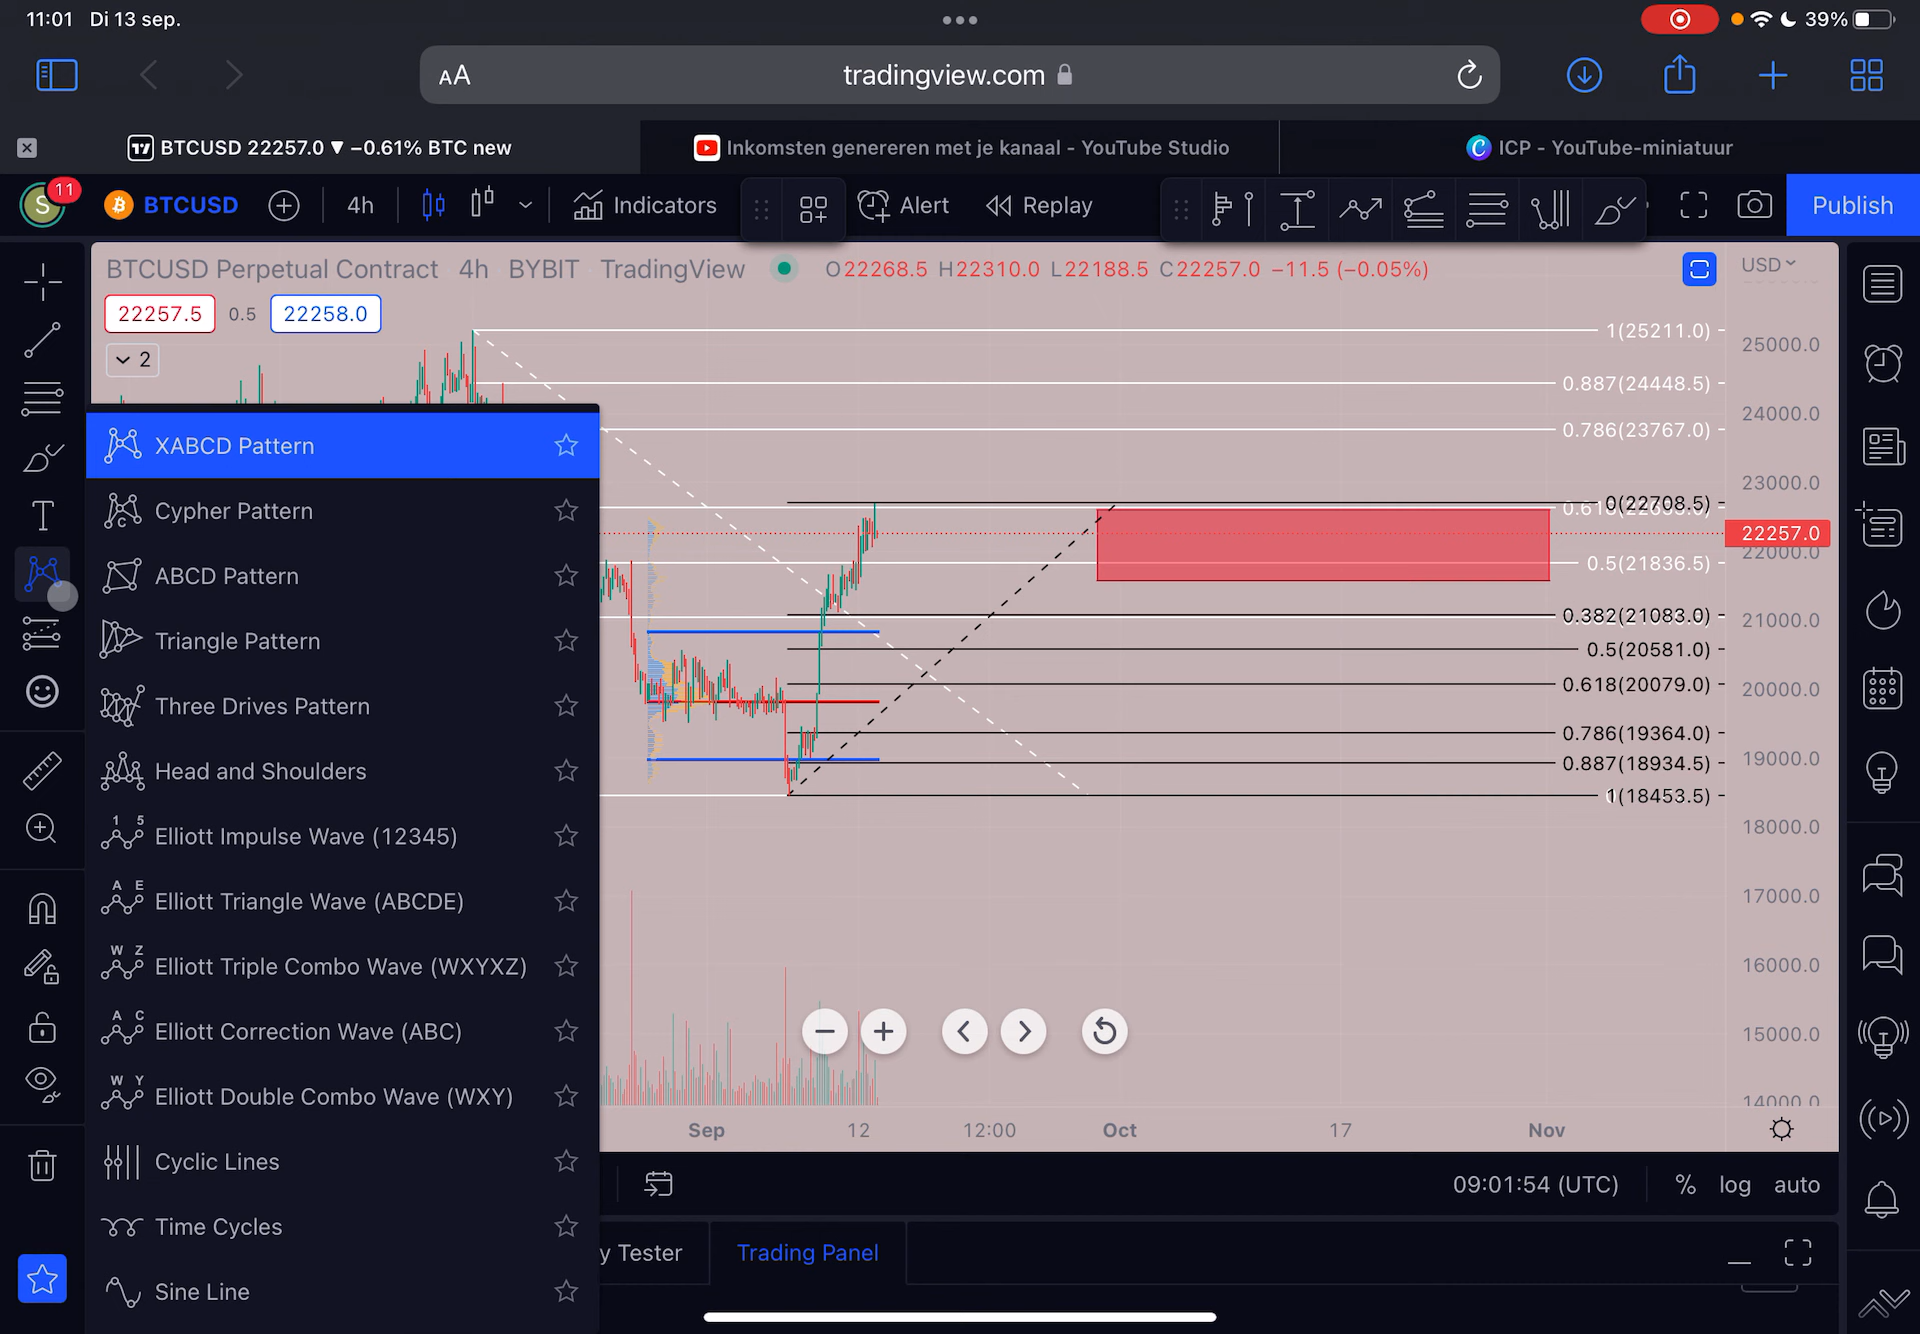 11:01 Di 13 sep.
39%
AA tradingview.com
BTCUSD 22257.0 ▼ −0.61% BTC new
Inkomsten genereren met je kanaal - YouTube Studio
ICP - YouTube-miniatuur
S 11 BTCUSD 4h Indicators Alert Replay Publish
BTCUSD Perpetual Contract 4h BYBIT TradingView O22268.5 H22310.0 L22188.5 C22257.0 −11.5 (−0.05%)
USD
22257.5 0.5 22258.0
2
1(25211.0)
25000.0
0.887(24448.5)
24000.0
0.786(23767.0)
23000.0
0(22708.5)
22257.0
22000.0
0.5(21836.5)
0.382(21083.0)
21000.0
0.5(20581.0)
0.618(20079.0)
20000.0
0.786(19364.0)
19000.0
0.887(18934.5)
1(18453.5)
18000.0
17000.0
16000.0
15000.0
14000.0
XABCD Pattern
Cypher Pattern
ABCD Pattern
Triangle Pattern
Three Drives Pattern
Head and Shoulders
Elliott Impulse Wave (12345)
Elliott Triangle Wave (ABCDE)
Elliott Triple Combo Wave (WXYXZ)
Elliott Correction Wave (ABC)
Elliott Double Combo Wave (WXY)
Cyclic Lines
Time Cycles
Sine Line
Sep 12 12:00 Oct 17 Nov
09:01:54 (UTC) % log auto
y Tester Trading Panel